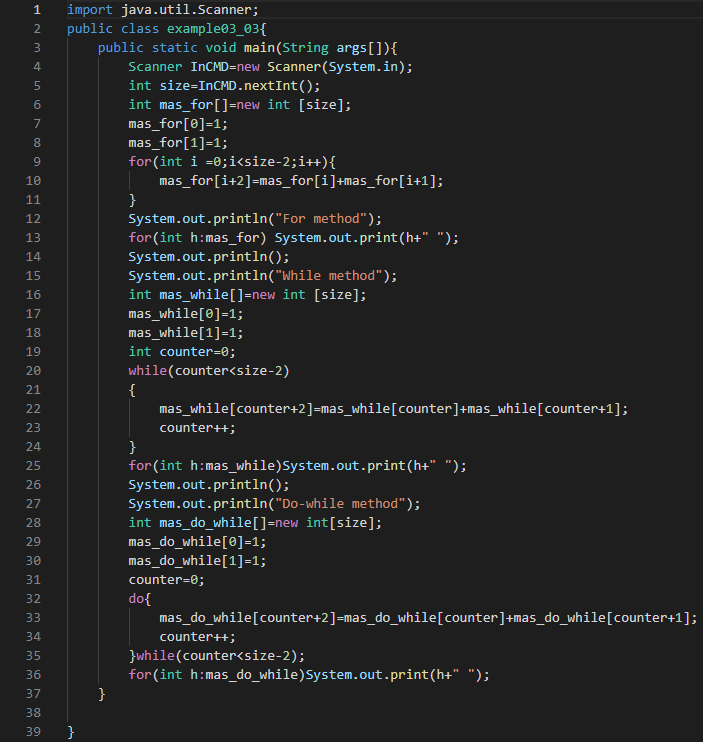 1 import java.util.Scanner;
2 public class example03_03{
3     public static void main(String args[]){
4         Scanner InCMD=new Scanner(System.in);
5         int size=InCMD.nextInt();
6         int mas_for[]=new int [size];
7         mas_for[0]=1;
8         mas_for[1]=1;
9         for(int i =0;i<size-2;i++){
10             mas_for[i+2]=mas_for[i]+mas_for[i+1];
11         }
12         System.out.println("For method");
13         for(int h:mas_for) System.out.print(h+" ");
14         System.out.println();
15         System.out.println("While method");
16         int mas_while[]=new int [size];
17         mas_while[0]=1;
18         mas_while[1]=1;
19         int counter=0;
20         while(counter<size-2)
21         {
22             mas_while[counter+2]=mas_while[counter]+mas_while[counter+1];
23             counter++;
24         }
25         for(int h:mas_while)System.out.print(h+" ");
26         System.out.println();
27         System.out.println("Do-while method");
28         int mas_do_while[]=new int[size];
29         mas_do_while[0]=1;
30         mas_do_while[1]=1;
31         counter=0;
32         do{
33             mas_do_while[counter+2]=mas_do_while[counter]+mas_do_while[counter+1];
34             counter++;
35         }while(counter<size-2);
36         for(int h:mas_do_while)System.out.print(h+" ");
37     }
38
39 }